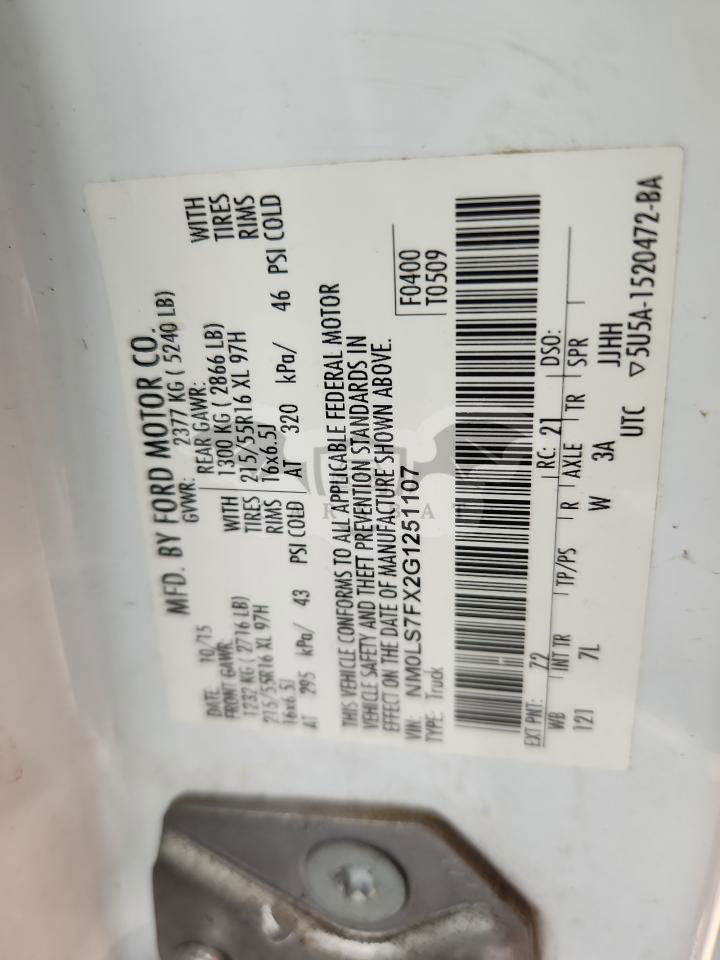 MFD. BY FORD MOTOR CO.
DATE: 10/15 GVWR: 2377 KG ( 5240 LB)
FRONT GAWR: REAR GAWR:
1232 KG ( 2716 LB) WITH 1300 KG ( 2866 LB) WITH
215/55R16 XL 97H TIRES 215/55R16 XL 97H TIRES
16x6.5J RIMS 16x6.5J RIMS
AT 295 kPa/ 43 PSI COLD AT 320 kPa/ 46 PSI COLD
THIS VEHICLE CONFORMS TO ALL APPLICABLE FEDERAL MOTOR
VEHICLE SAFETY AND THEFT PREVENTION STANDARDS IN
EFFECT ON THE DATE OF MANUFACTURE SHOWN ABOVE.
VIN: NM0LS7FX2G1251107 F0400
TYPE: Truck T0509
EXT PNT: Z2 RC: 21 DSO:
WB INT TR TP/PS R AXLE TR SPR
121 7L W 3A JJHH
UTC ▽5U5A-1520472-BA